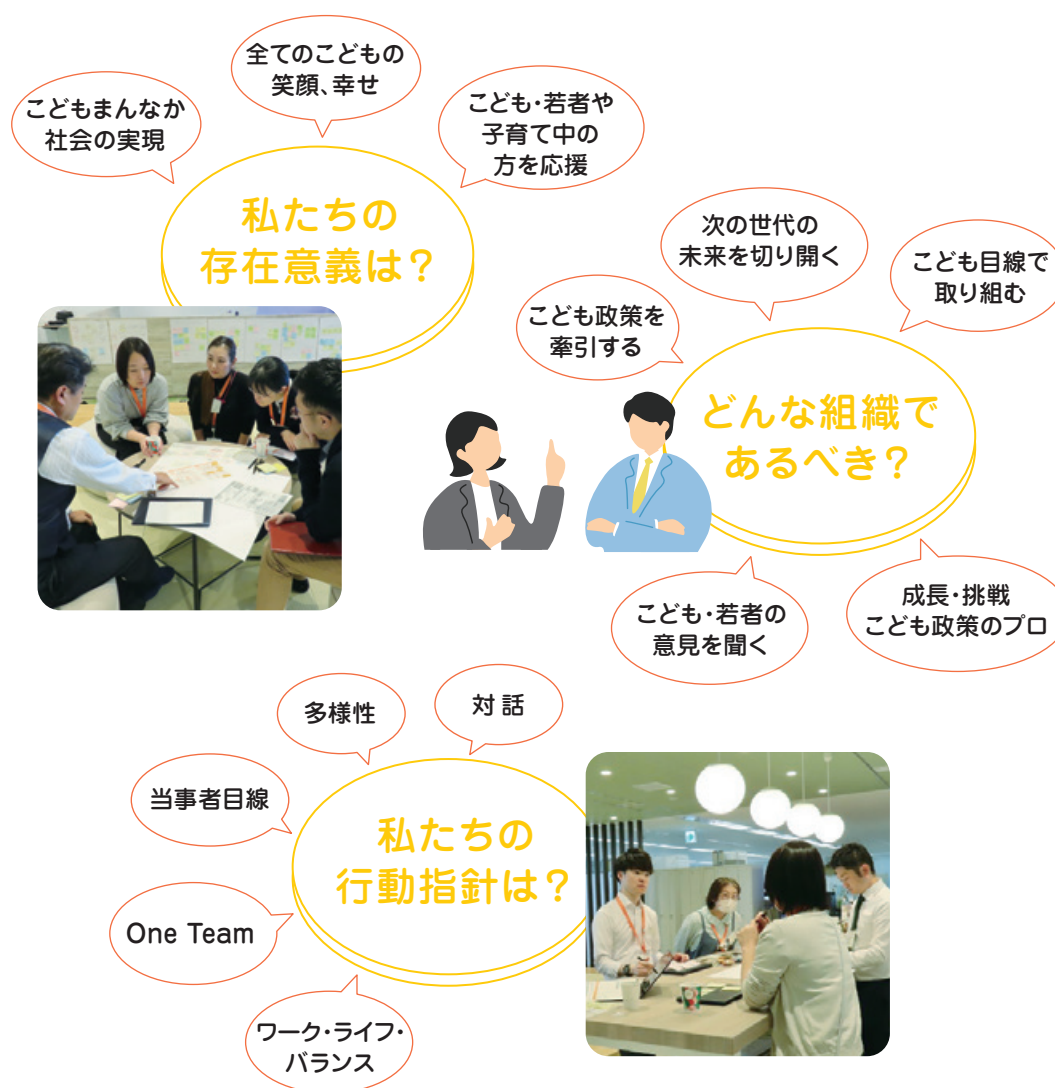 全てのこどもの
笑顔、幸せ
こどもまんなか
社会の実現
こども・若者や
子育て中の
方を応援
私たちの
存在意義は？
次の世代の
未来を切り開く
こども目線で
取り組む
こども政策を
牽引する
どんな組織で
あるべき？
こども・若者の
意見を聞く
成長・挑戦
こども政策のプロ
多様性
対話
当事者目線
私たちの
行動指針は？
One Team
ワーク・ライフ・
バランス